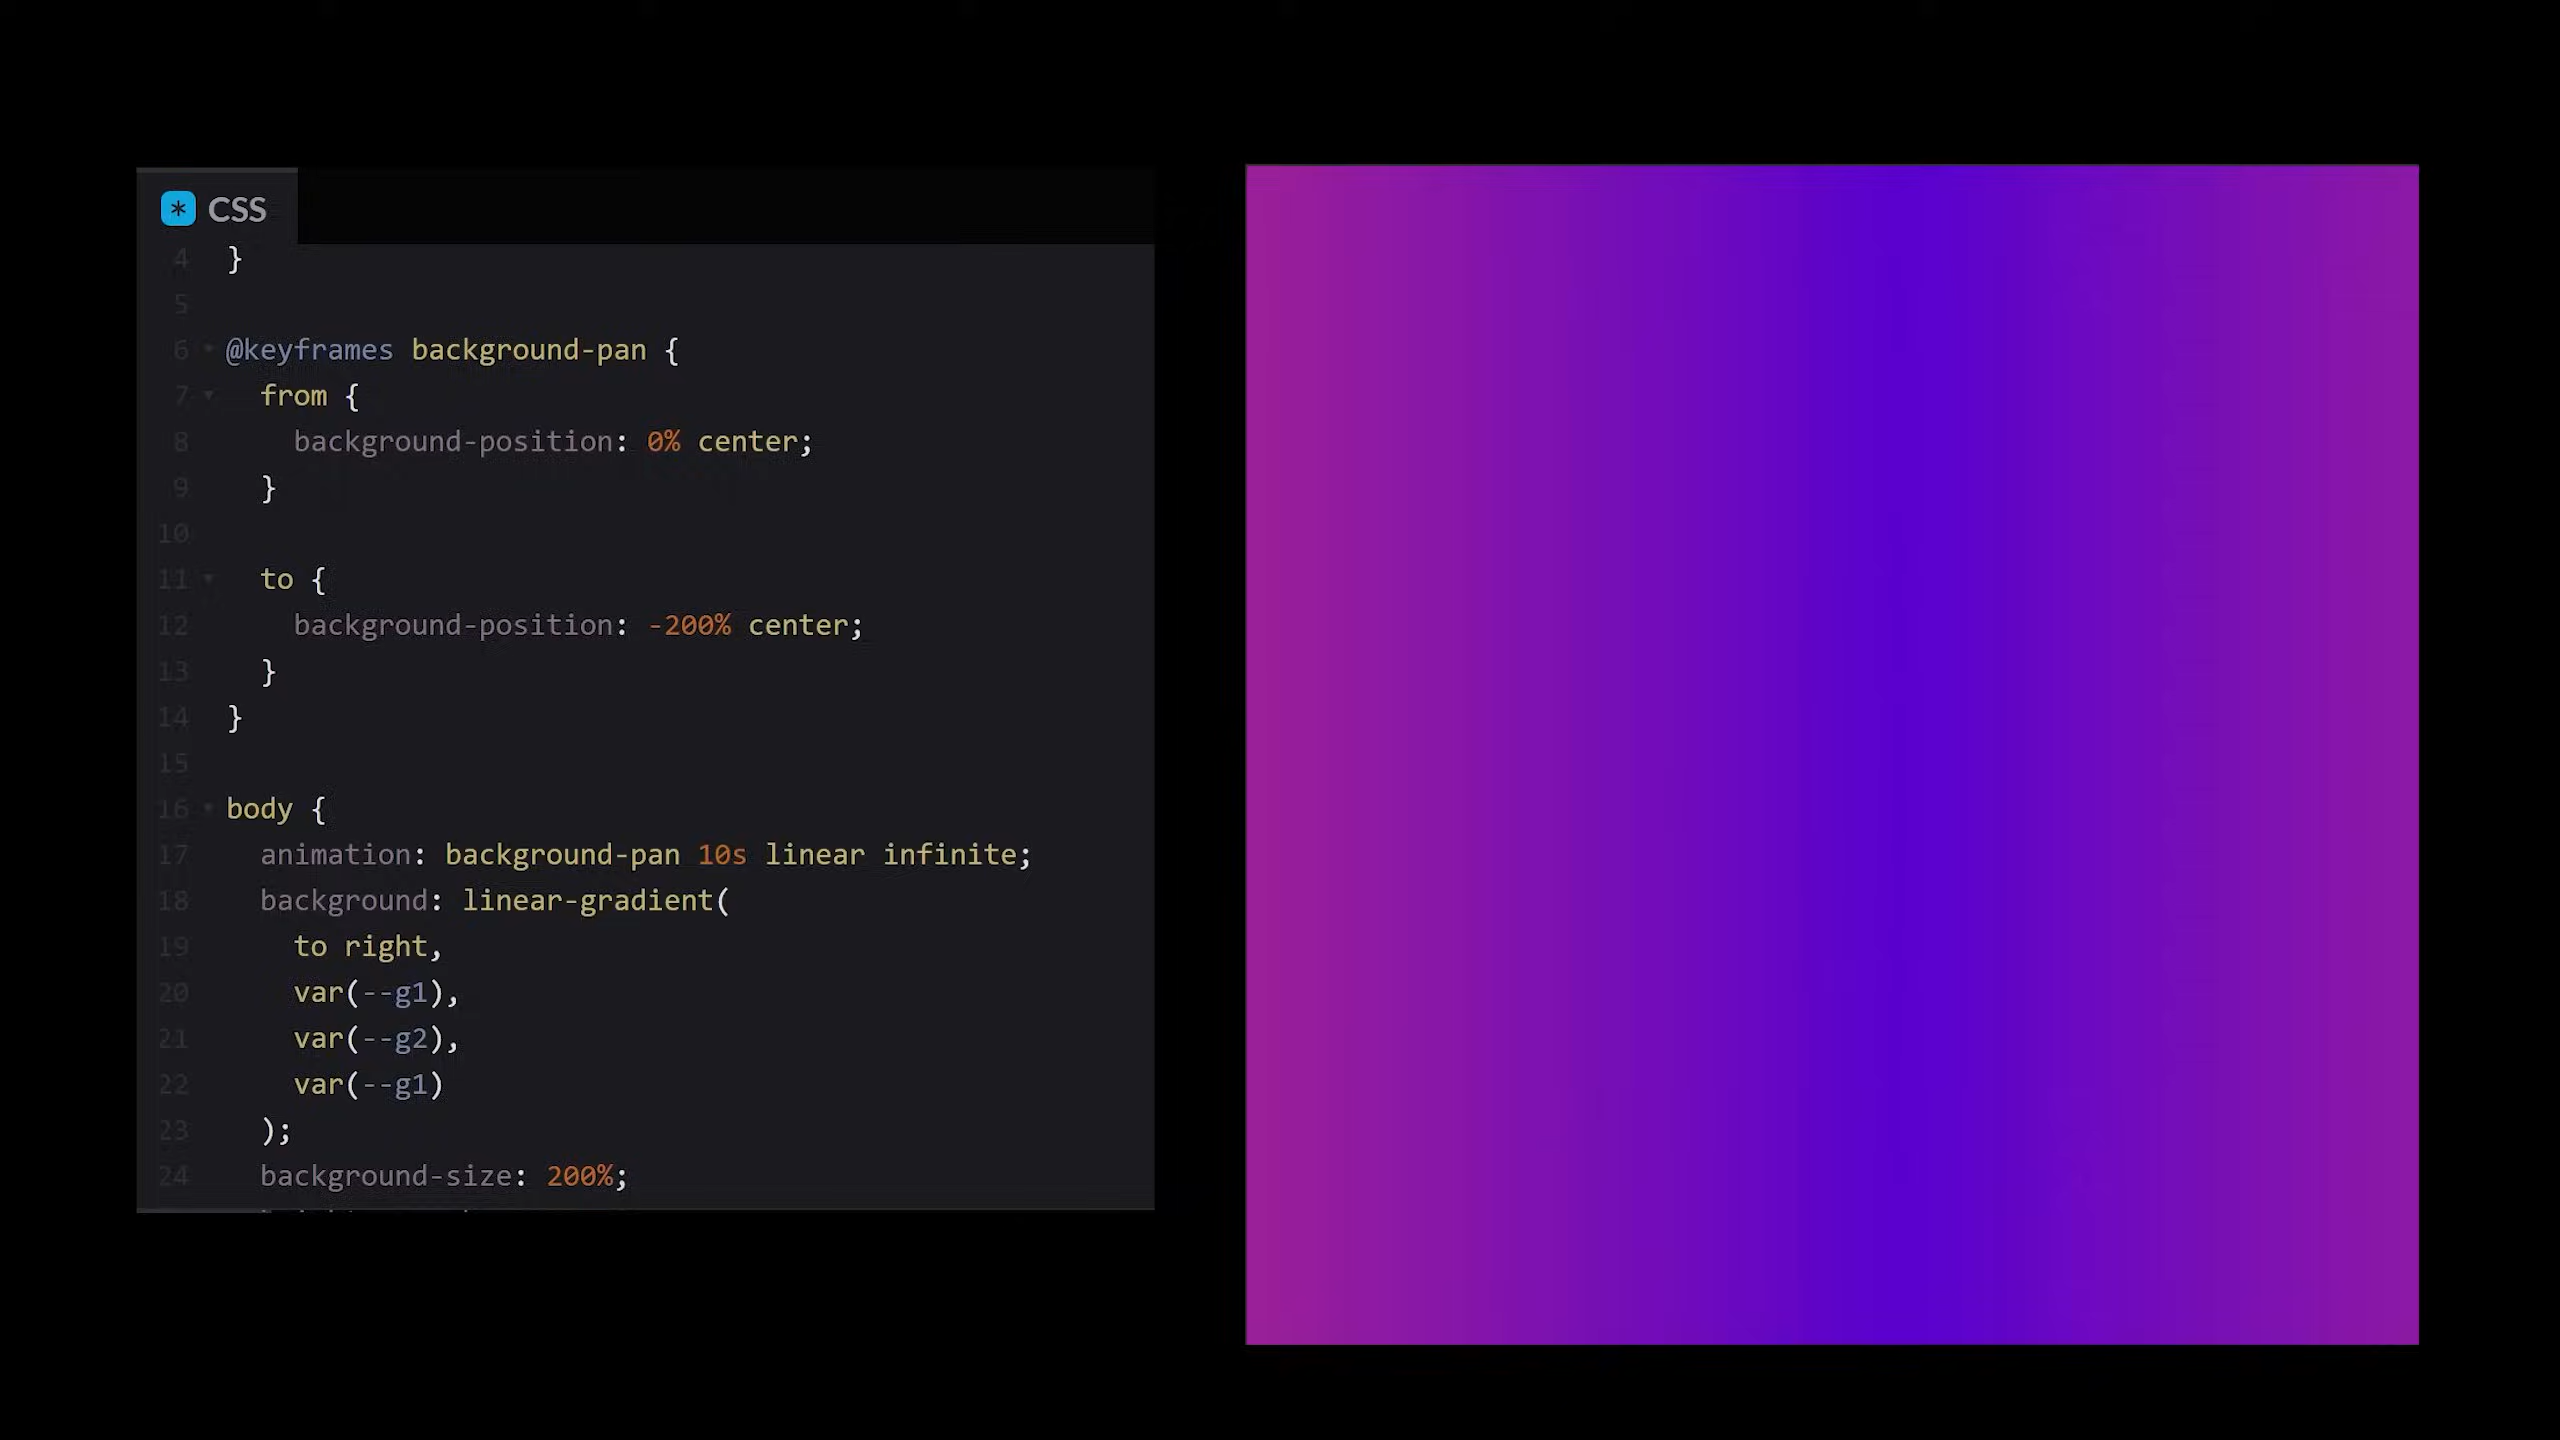 CSS
4 }
5
6 @keyframes background-pan {
7 from {
8 background-position: 0% center;
9 }
10
11 to {
12 background-position: -200% center;
13 }
14 }
15
16 body {
17 animation: background-pan 10s linear infinite;
18 background: linear-gradient(
19 to right,
20 var(--g1),
21 var(--g2),
22 var(--g1)
23 );
24 background-size: 200%;